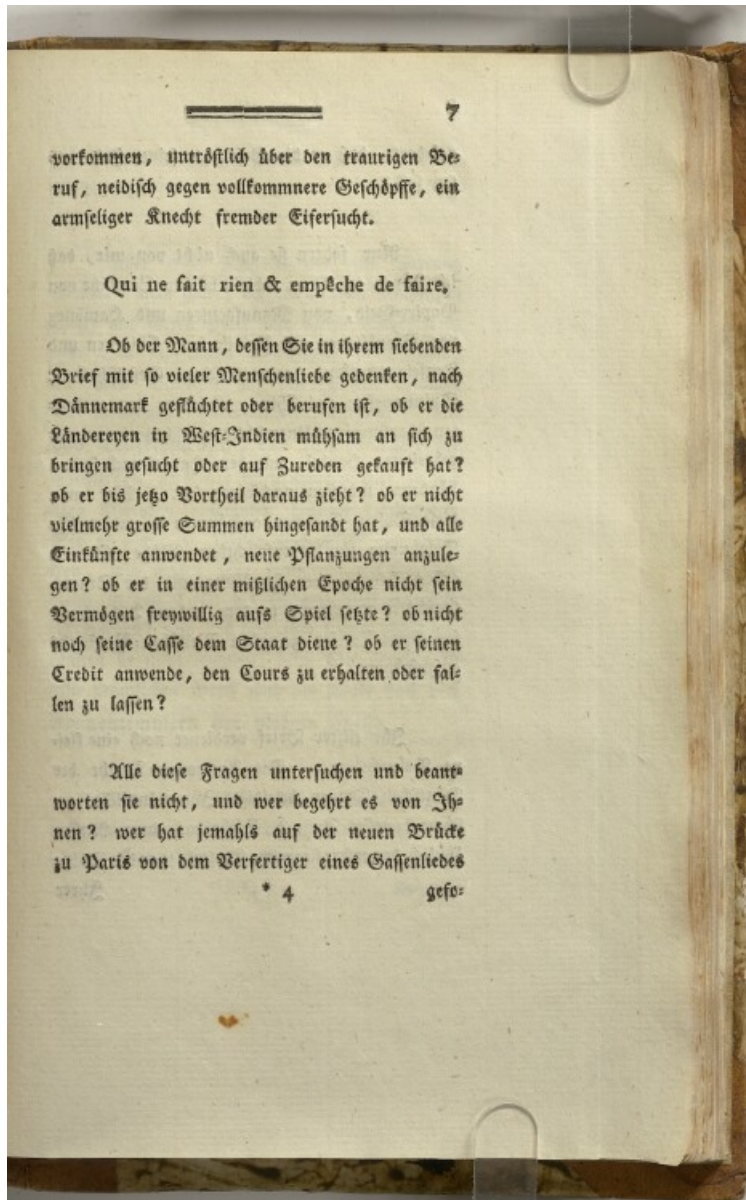 7
vorkommen, untröstlich über den traurigen Be-
ruf, neidisch gegen vollkommnere Geschöpffe, ein
armseliger Knecht fremder Eifersucht.
Qui ne fait rien & empêche de faire.
Ob der Mann, dessen Sie in ihrem siebenden
Brief mit so vieler Menschenliebe gedenken, nach
Dännemark geflüchtet oder berufen ist, ob er die
Ländereyen in West-Indien mühsam an sich zu
bringen gesucht oder auf Zureden gekauft hat?
ob er bis jetzo Vortheil daraus zieht? ob er nicht
vielmehr grosse Summen hingesandt hat, und alle
Einkünfte anwendet, neue Pflanzungen anzule-
gen? ob er in einer mißlichen Epoche nicht sein
Vermögen freywillig aufs Spiel setzte? ob nicht
noch seine Casse dem Staat diene? ob er seinen
Credit anwende, den Cours zu erhalten oder fal-
len zu lassen?
Alle diese Fragen untersuchen und beant-
worten sie nicht, und wer begehrt es von Ih-
nen? wer hat jemahls auf der neuen Brücke
zu Paris von dem Verfertiger eines Gassenliedes
* 4 gefo-